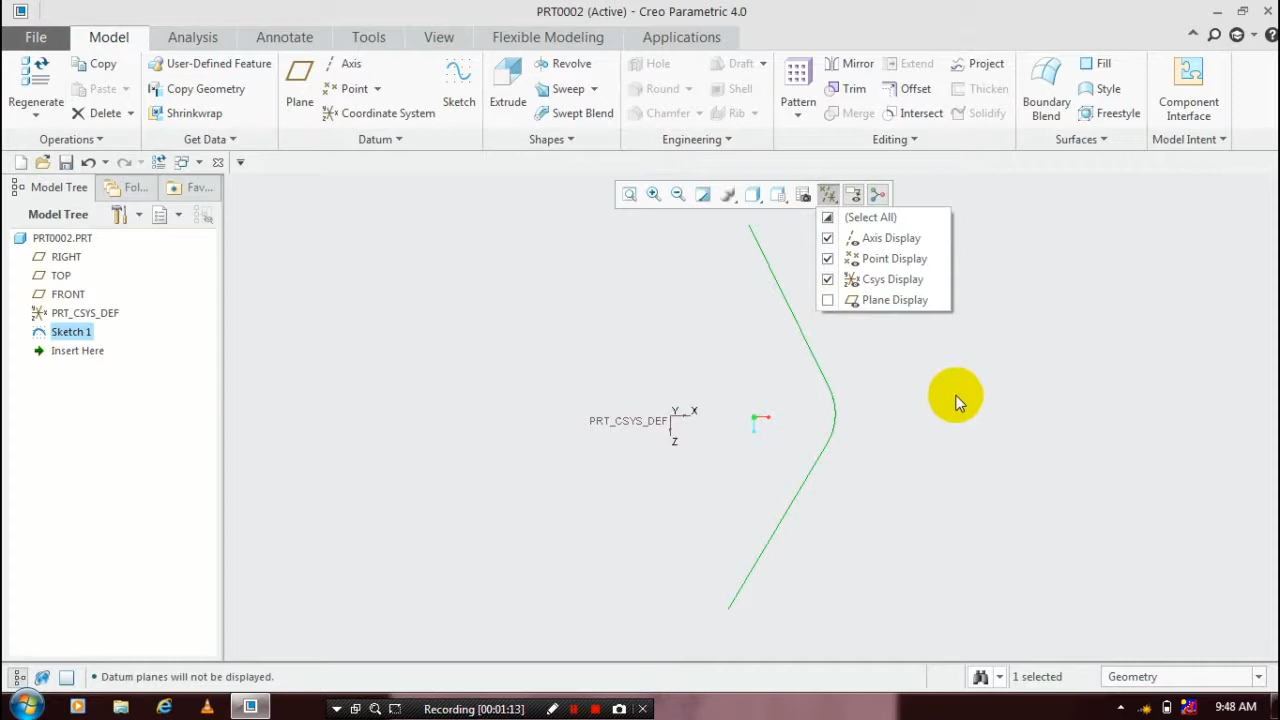 PRT0002 (Active) - Creo Parametric 4.0
File Model Analysis Annotate Tools View Flexible Modeling Applications
Regenerate
Copy
Paste
Delete
Operations
User-Defined Feature
Copy Geometry
Shrinkwrap
Get Data
Plane
Axis
Point
Coordinate System
Sketch
Datum
Extrude
Revolve
Sweep
Swept Blend
Shapes
Hole
Round
Chamfer
Draft
Shell
Rib
Engineering
Pattern
Mirror
Trim
Merge
Extend
Offset
Intersect
Project
Thicken
Solidify
Editing
Boundary
Blend
Fill
Style
Freestyle
Surfaces
Component
Interface
Model Intent
Model Tree Fol... Fav...
Model Tree
PRT0002.PRT
RIGHT
TOP
FRONT
PRT_CSYS_DEF
Sketch 1
Insert Here
(Select All)
Axis Display
Point Display
Csys Display
Plane Display
PRT_CSYS_DEF
Y
X
Z
• Datum planes will not be displayed.
1 selected
Geometry
Recording [00:01:13]
9:48 AM